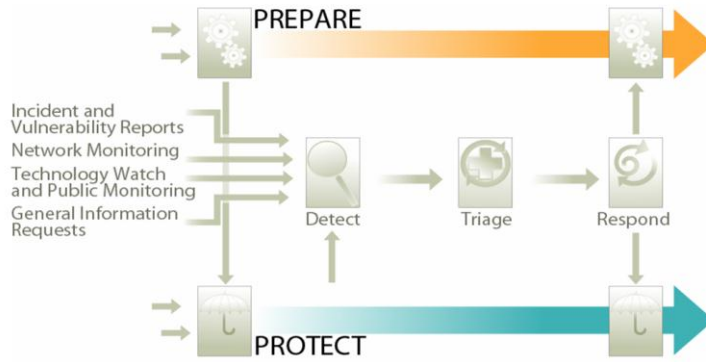 PREPARE
Incident and
Vulnerability Reports
Network Monitoring
Technology Watch
and Public Monitoring
General Information
Requests
Detect
Triage
Respond
PROTECT